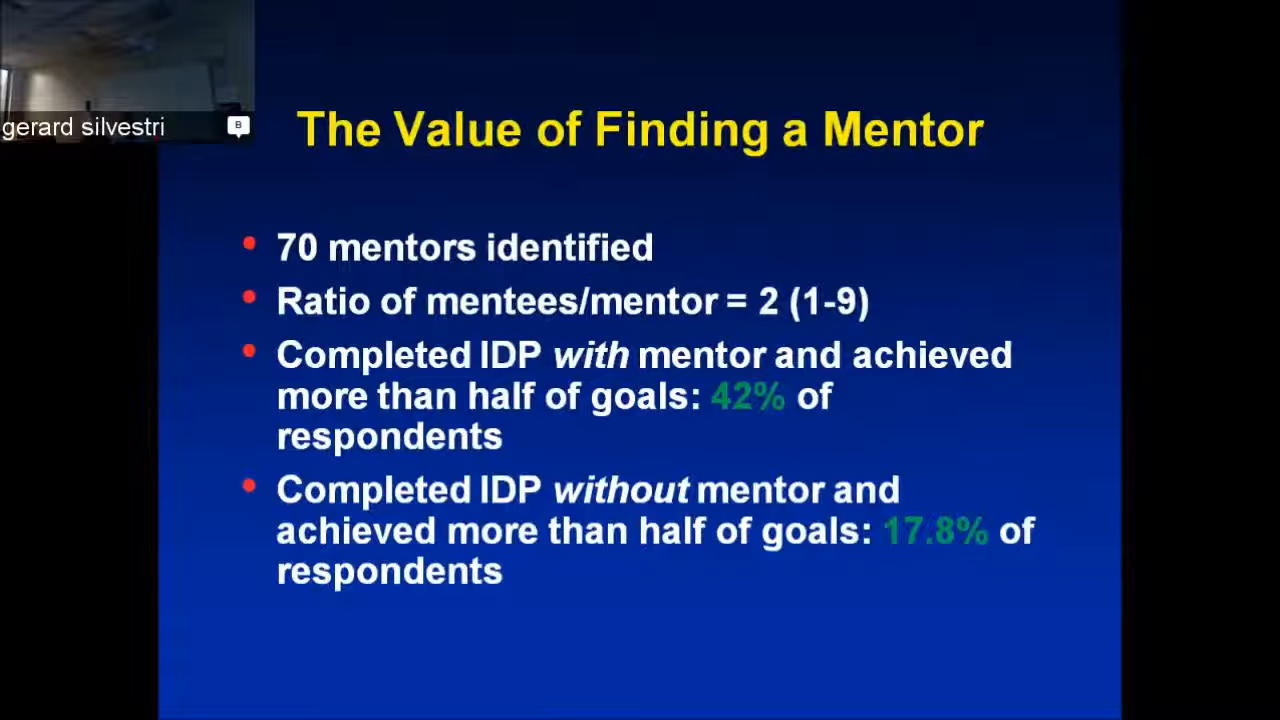 gerard silvestri
B
The Value of Finding a Mentor
• 70 mentors identified
• Ratio of mentees/mentor = 2 (1-9)
• Completed IDP with mentor and achieved
more than half of goals: 42% of
respondents
• Completed IDP without mentor and
achieved more than half of goals: 17.8% of
respondents